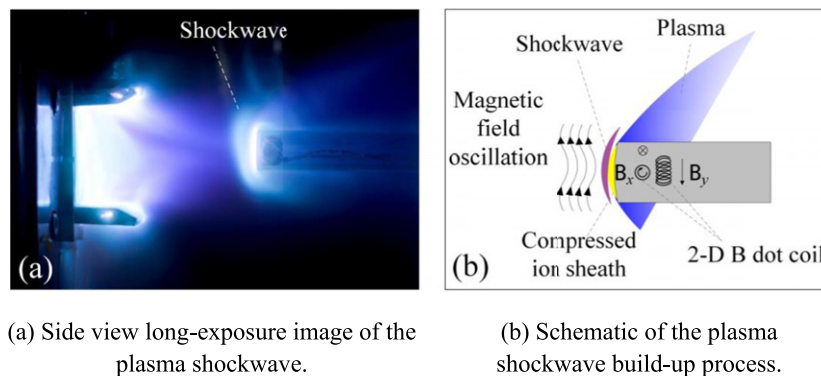 Shockwave
(a)
Shockwave
Plasma
Magnetic
field
oscillation
Bx
By
Compressed
ion sheath
2-D B dot coil
(b)
(a) Side view long-exposure image of the
plasma shockwave.
(b) Schematic of the plasma
shockwave build-up process.